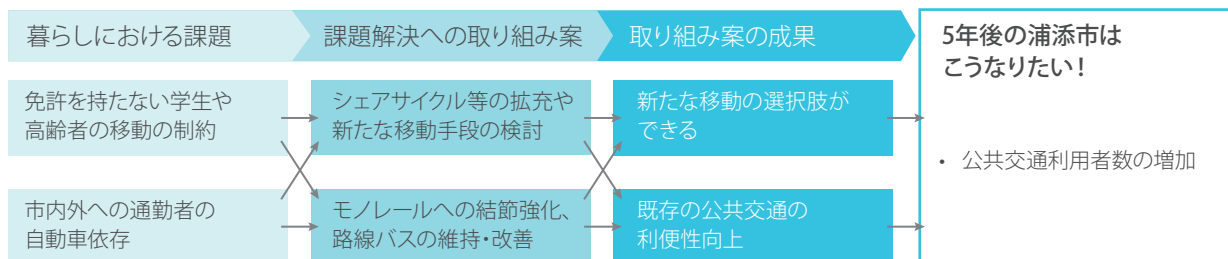 暮らしにおける課題
課題解決への取り組み案
取り組み案の成果
5年後の浦添市は
こうなりたい！
免許を持たない学生や
高齢者の移動の制約
シェアサイクル等の拡充や
新たな移動手段の検討
新たな移動の選択肢が
できる
・ 公共交通利用者数の増加
市内外への通勤者の
自動車依存
モノレールへの結節強化、
路線バスの維持・改善
既存の公共交通の
利便性向上